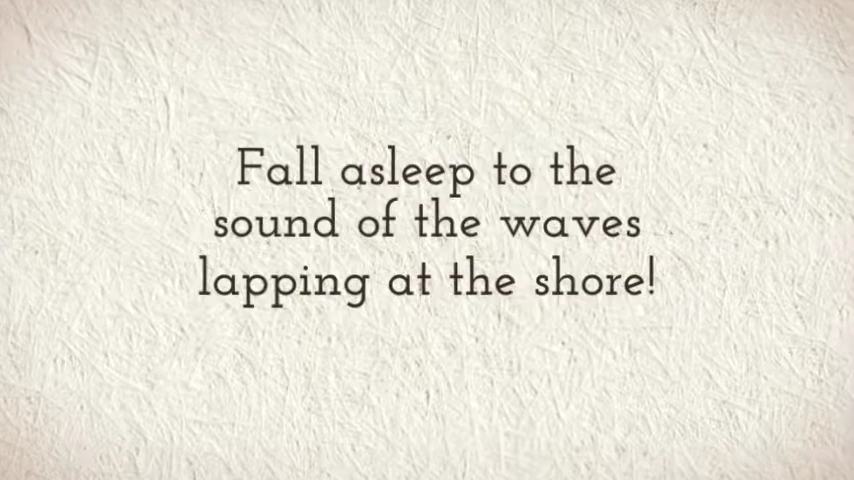 Fall asleep to the
sound of the waves
lapping at the shore!